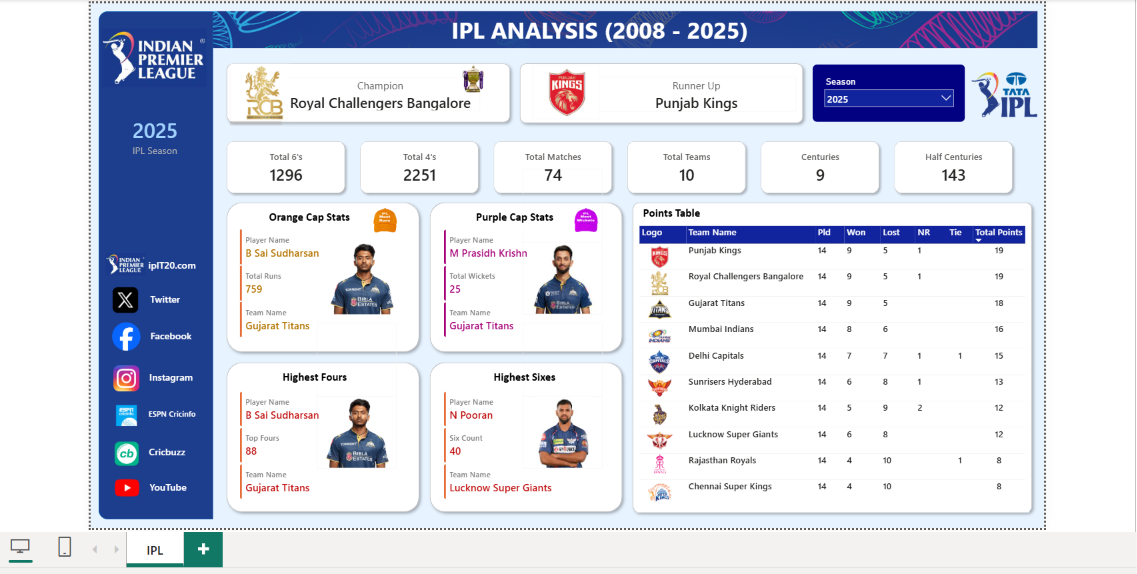 IPL ANALYSIS (2008 - 2025)
INDIAN
PREMIER
LEAGUE
®
2025
IPL Season
INDIAN
PREMIER
LEAGUE
iplT20.com
Twitter
Facebook
Instagram
ESPN Cricinfo
Cricbuzz
YouTube
RCB
Champion
Royal Challengers Bangalore
KINGS
Runner Up
Punjab Kings
Season
2025
TATA
IPL
Total 6's
1296
Total 4's
2251
Total Matches
74
Total Teams
10
Centuries
9
Half Centuries
143
Orange Cap Stats
Player Name
B Sai Sudharsan
Total Runs
759
Team Name
Gujarat Titans
Purple Cap Stats
Player Name
M Prasidh Krishn
Total Wickets
25
Team Name
Gujarat Titans
Highest Fours
Player Name
B Sai Sudharsan
Top Fours
88
Team Name
Gujarat Titans
Highest Sixes
Player Name
N Pooran
Six Count
40
Team Name
Lucknow Super Giants
Points Table
Logo Team Name Pld Won Lost NR Tie Total Points
Punjab Kings 14 9 5 1 19
Royal Challengers Bangalore 14 9 5 1 19
Gujarat Titans 14 9 5 18
Mumbai Indians 14 8 6 16
Delhi Capitals 14 7 7 1 1 15
Sunrisers Hyderabad 14 6 8 1 13
Kolkata Knight Riders 14 5 9 2 12
Lucknow Super Giants 14 6 8 12
Rajasthan Royals 14 4 10 1 8
Chennai Super Kings 14 4 10 8
IPL